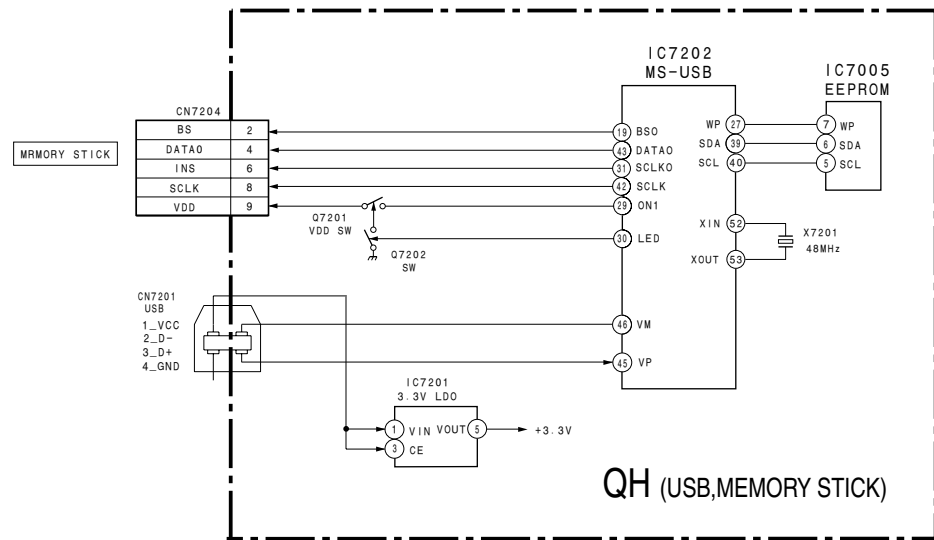 IC7202
MS-USB
IC7005
EEPROM
CN7204
BS 2
DATA0 4
INS 6
SCLK 8
VDD 9
MRMORY STICK
19 BSO
43 DATAO
31 SCLKO
42 SCLK
29 ON1
30 LED
46 VM
45 VP
WP 27
SDA 39
SCL 40
XIN 52
XOUT 53
7 WP
6 SDA
5 SCL
X7201
48MHz
Q7201
VDD SW
Q7202
SW
CN7201
USB
1_VCC
2_D-
3_D+
4_GND
IC7201
3.3V LDO
1 VIN VOUT 5
3 CE
+3.3V
QH (USB,MEMORY STICK)